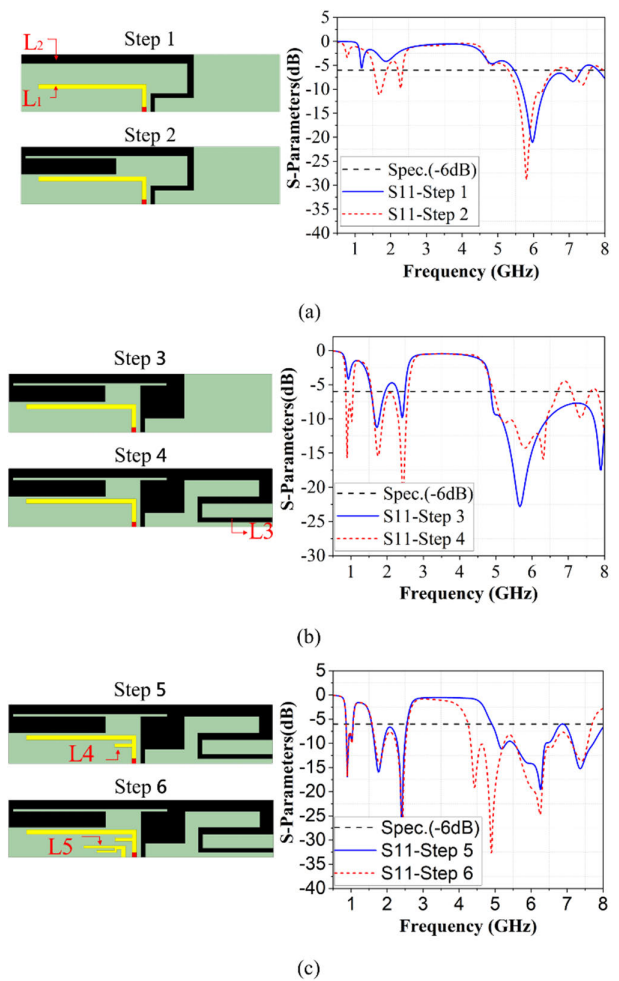 Step 1
L2
L1
Step 2
5
0
-5
-10
-15
-20
-25
-30
-35
-40
S-Parameters(dB)
Spec.(-6dB)
S11-Step 1
S11-Step 2
1 2 3 4 5 6 7 8
Frequency (GHz)
(a)
Step 3
Step 4
L3
0
-5
-10
-15
-20
-25
-30
S-Parameters(dB)
Spec.(-6dB)
S11-Step 3
S11-Step 4
1 2 3 4 5 6 7 8
Frequency (GHz)
(b)
Step 5
L4
Step 6
L5
5
0
-5
-10
-15
-20
-25
-30
-35
-40
S-Parameters(dB)
Spec.(-6dB)
S11-Step 5
S11-Step 6
1 2 3 4 5 6 7 8
Frequency (GHz)
(c)